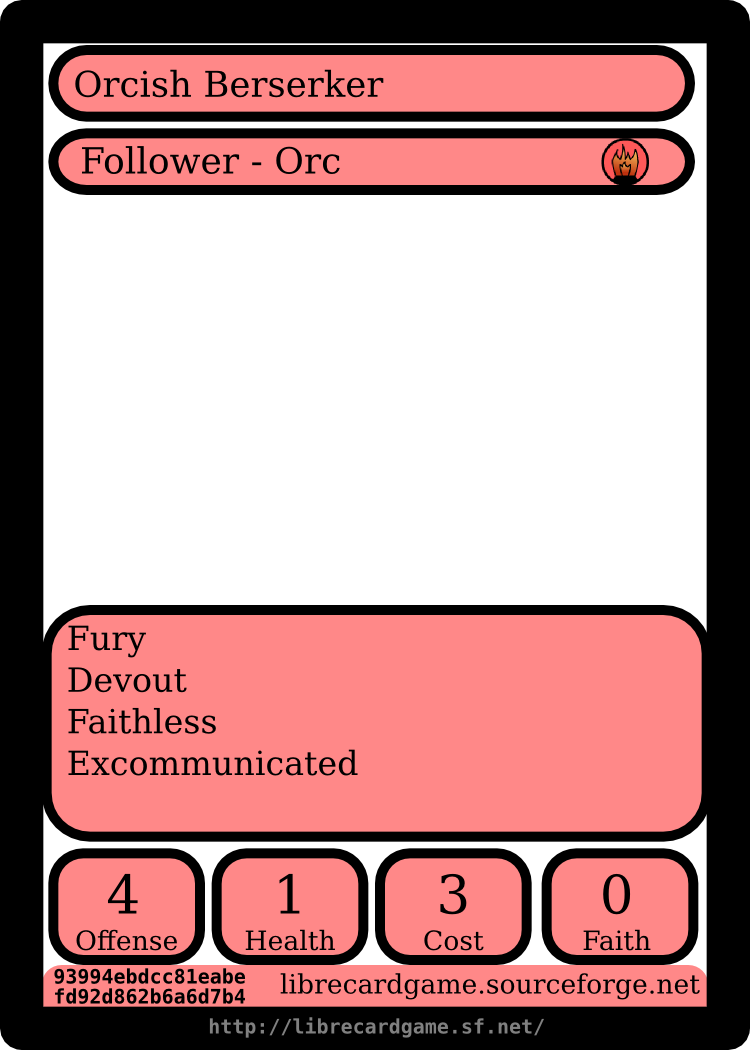 Orcish Berserker
Follower - Orc
Fury
Devout
Faithless
Excommunicated
4
Offense
1
Health
3
Cost
0
Faith
93994ebdcc81eabe
fd92d862b6a6d7b4
librecardgame.sourceforge.net
http://librecardgame.sf.net/